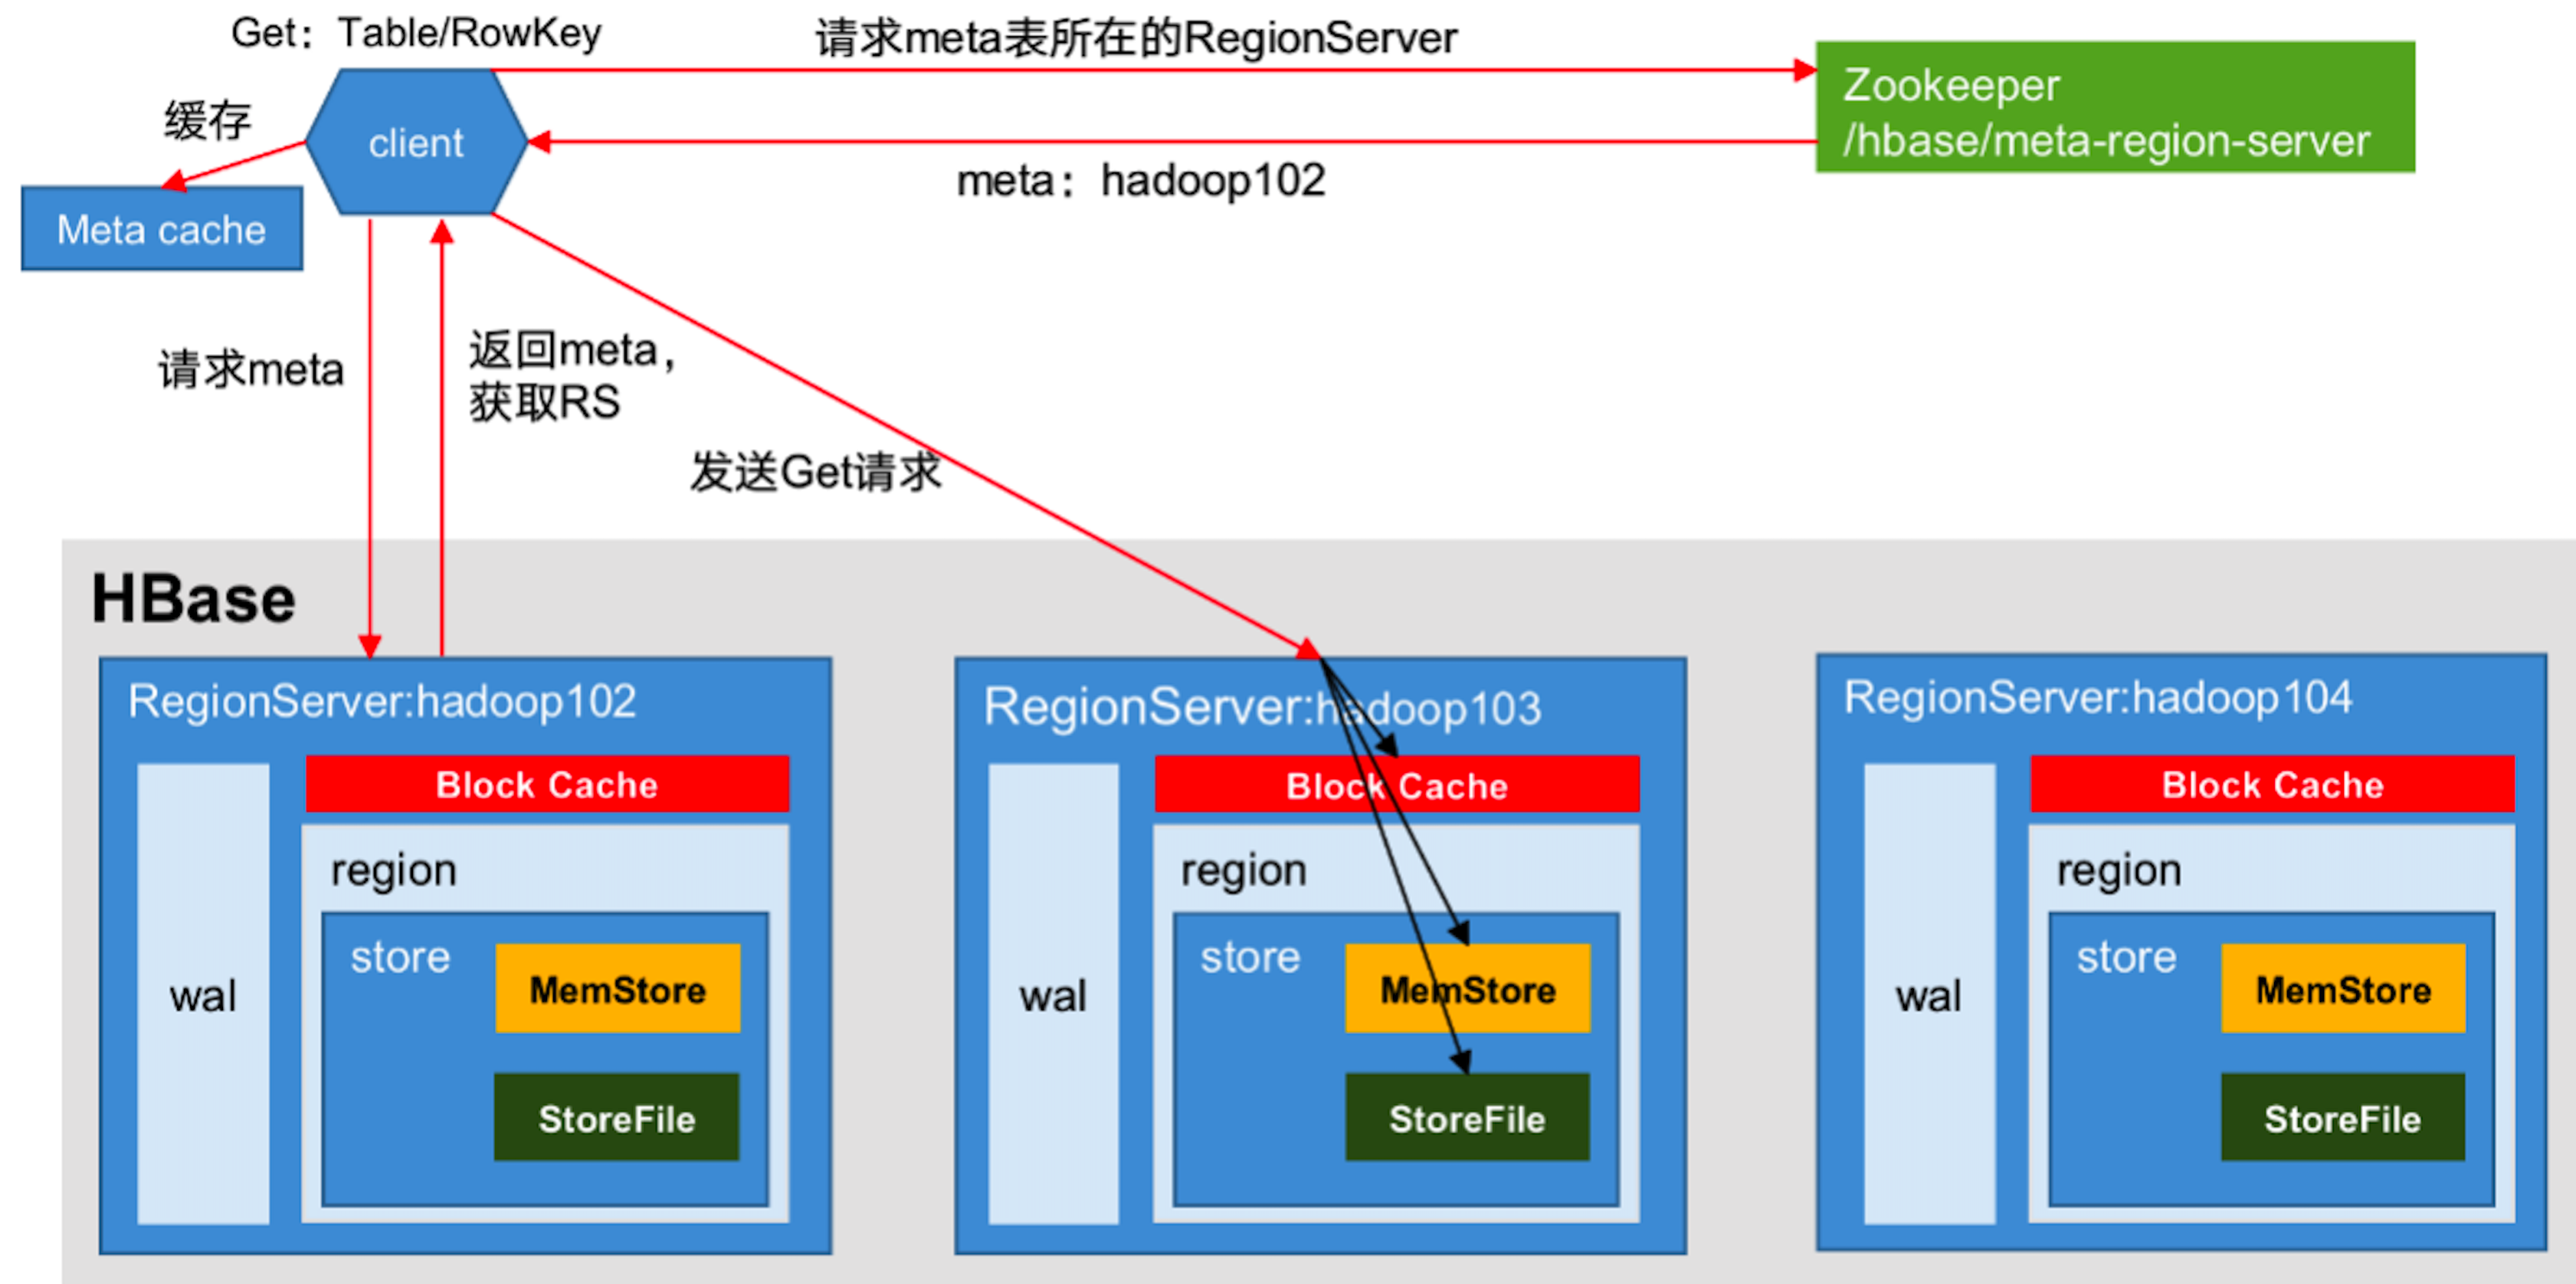 Get：Table/RowKey
请求meta表所在的RegionServer
Zookeeper
/hbase/meta-region-server
缓存
client
meta：hadoop102
Meta cache
请求meta
返回meta，
获取RS
发送Get请求
HBase
RegionServer:hadoop102
Block Cache
region
store
MemStore
wal
StoreFile
RegionServer:hadoop103
Block Cache
region
store
MemStore
wal
StoreFile
RegionServer:hadoop104
Block Cache
region
store
MemStore
wal
StoreFile